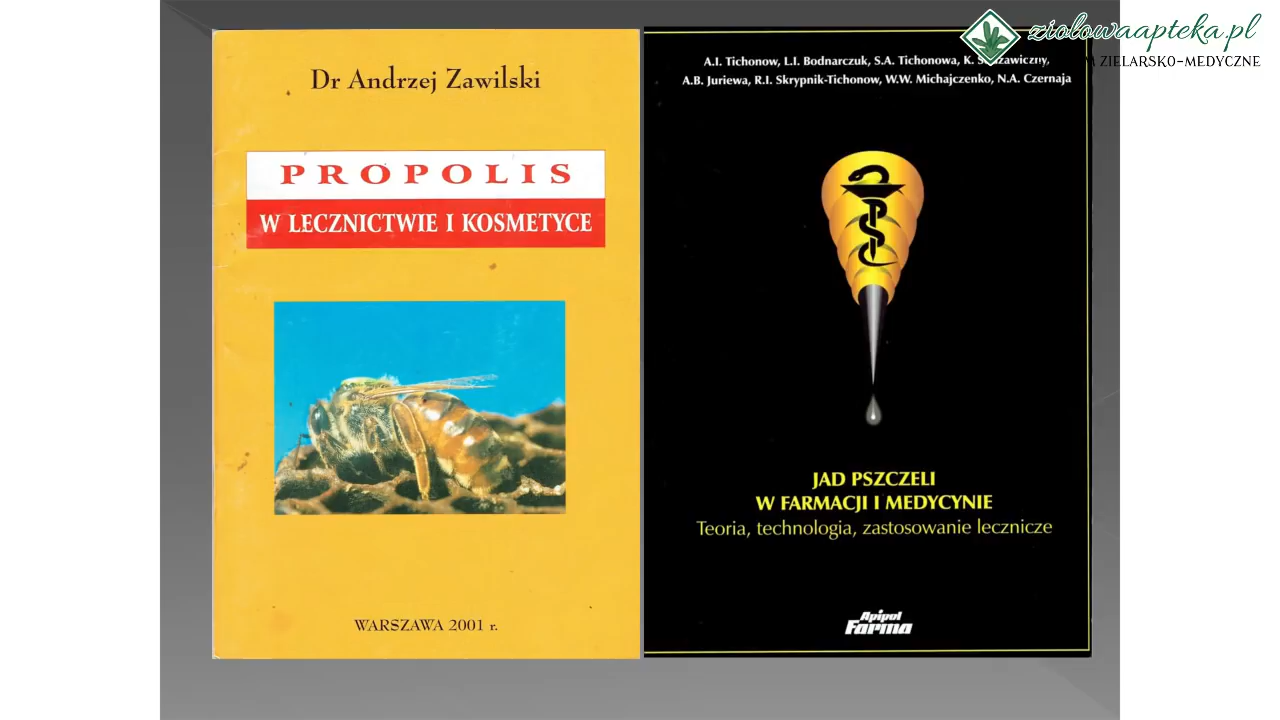 Dr Andrzej Zawilski
PROPOLIS
W LECZNICTWIE I KOSMETYCE
WARSZAWA 2001 r.
A.I. Tichonow, L.I. Bodnarczuk, S.A. Tichonowa, K.
A.B. Juriewa, R.I. Skrypnik-Tichonow, W.W. Michajczenko, N.A. Czernaja
JAD PSZCZELI
W FARMACJI I MEDYCYNIE
Teoria, technologia, zastosowanie lecznicze
Apipol
Farma
ziolowaapteka.pl
ZIELARSKO-MEDYCZNE